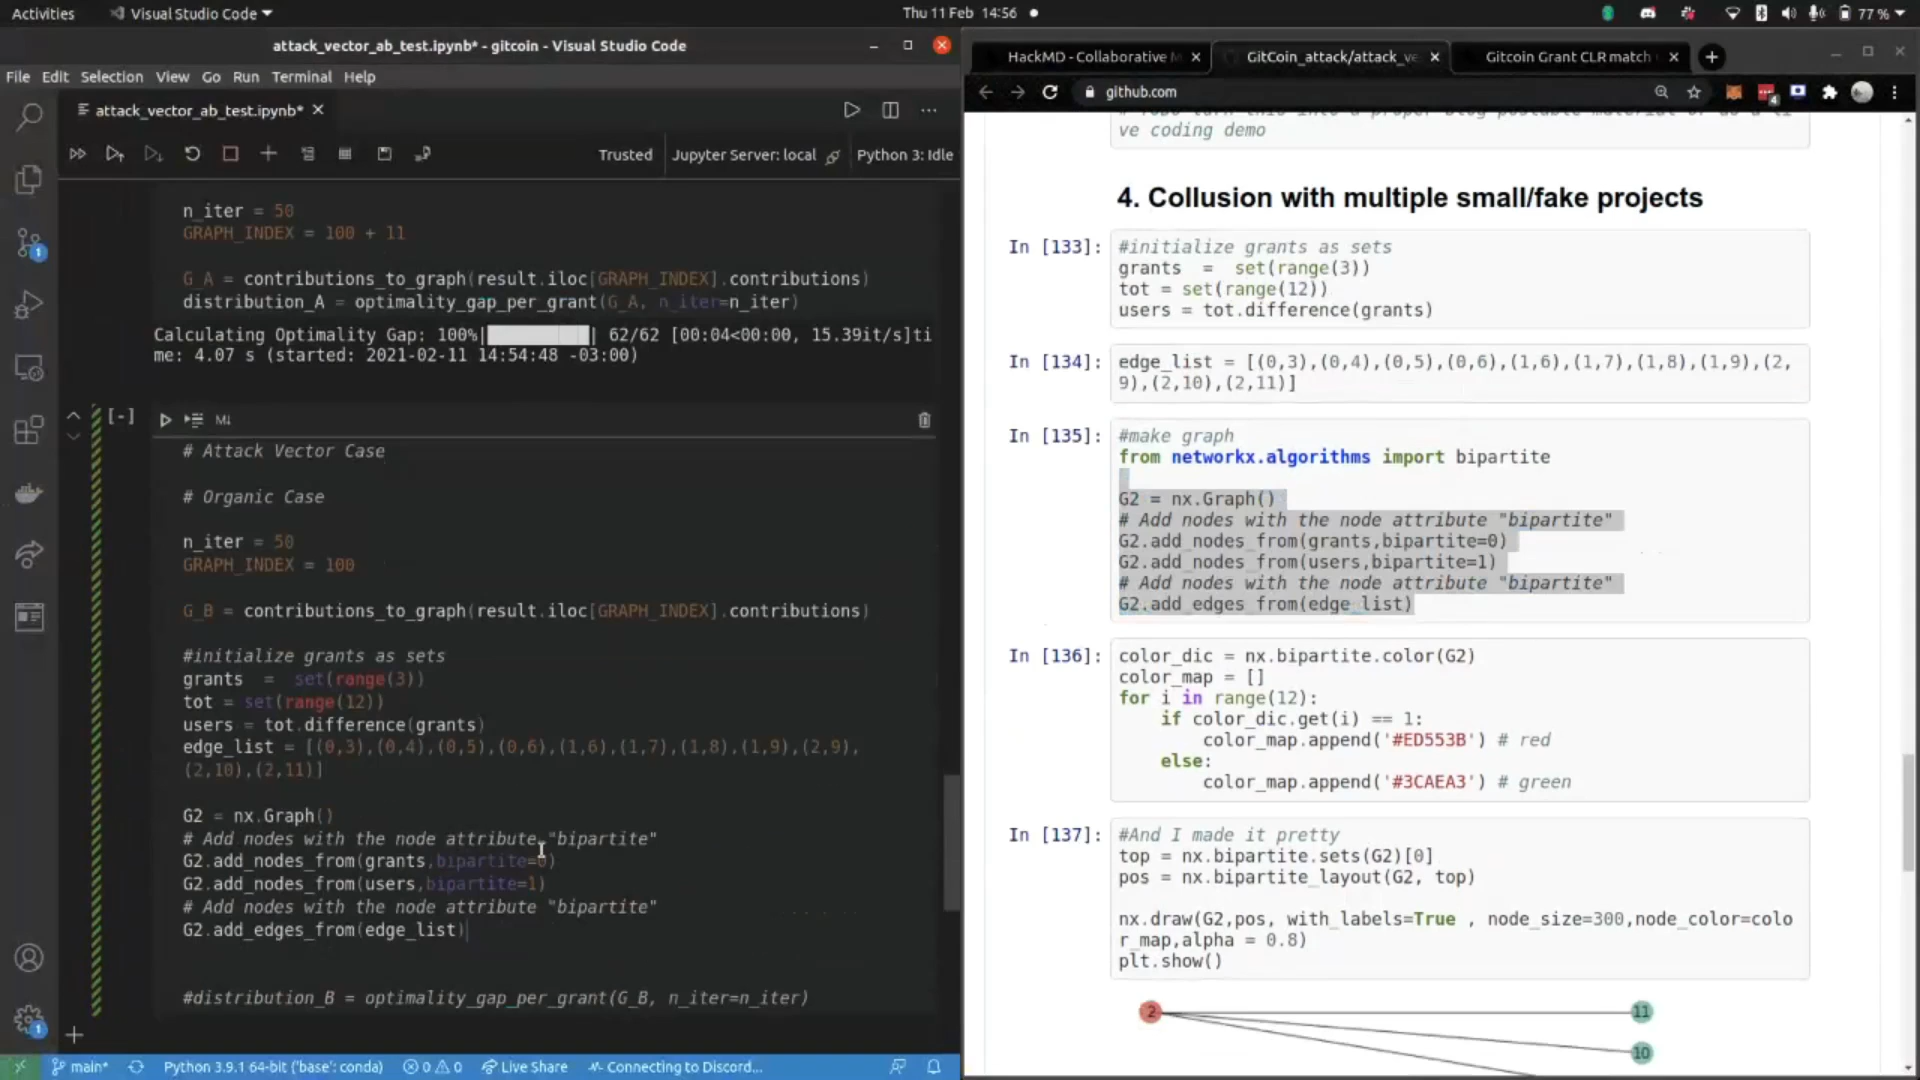 Activities
Visual Studio Code
Thu 11 Feb 14:56
77 %
attack_vector_ab_test.ipynb* - gitcoin - Visual Studio Code
File Edit Selection View Go Run Terminal Help
attack_vector_ab_test.ipynb*
Trusted
Jupyter Server: local
Python 3: Idle
n_iter = 50
GRAPH_INDEX = 100 + 11
G_A = contributions_to_graph(result.iloc[GRAPH_INDEX].contributions)
distribution_A = optimality_gap_per_grant(G_A, n_iter=n_iter)
Calculating Optimality Gap: 100%|██████████| 62/62 [00:04<00:00, 15.39it/s]ti
me: 4.07 s (started: 2021-02-11 14:54:48 -03:00)
[-]
M↓
# Attack Vector Case
# Organic Case
n_iter = 50
GRAPH_INDEX = 100
G_B = contributions_to_graph(result.iloc[GRAPH_INDEX].contributions)
#initialize grants as sets
grants  =  set(range(3))
tot = set(range(12))
users = tot.difference(grants)
edge_list = [(0,3),(0,4),(0,5),(0,6),(1,6),(1,7),(1,8),(1,9),(2,9),
(2,10),(2,11)]
G2 = nx.Graph()
# Add nodes with the node attribute "bipartite"
G2.add_nodes_from(grants,bipartite=0)
G2.add_nodes_from(users,bipartite=1)
# Add nodes with the node attribute "bipartite"
G2.add_edges_from(edge_list)
#distribution_B = optimality_gap_per_grant(G_B, n_iter=n_iter)
1
1
main*
Python 3.9.1 64-bit ('base': conda)
0
0
Live Share
Connecting to Discord...
HackMD - Collaborative M
GitCoin_attack/attack_ve
Gitcoin Grant CLR match
github.com
4
ve coding demo
4. Collusion with multiple small/fake projects
In [133]:
#initialize grants as sets
grants  =  set(range(3))
tot = set(range(12))
users = tot.difference(grants)
In [134]:
edge_list = [(0,3),(0,4),(0,5),(0,6),(1,6),(1,7),(1,8),(1,9),(2,
9),(2,10),(2,11)]
In [135]:
#make graph
from networkx.algorithms import bipartite
G2 = nx.Graph()
# Add nodes with the node attribute "bipartite"
G2.add_nodes_from(grants,bipartite=0)
G2.add_nodes_from(users,bipartite=1)
# Add nodes with the node attribute "bipartite"
G2.add_edges_from(edge_list)
In [136]:
color_dic = nx.bipartite.color(G2)
color_map = []
for i in range(12):
if color_dic.get(i) == 1:
color_map.append('#ED553B') # red
else:
color_map.append('#3CAEA3') # green
In [137]:
#And I made it pretty
top = nx.bipartite.sets(G2)[0]
pos = nx.bipartite_layout(G2, top)
nx.draw(G2,pos, with_labels=True , node_size=300,node_color=colo
r_map,alpha = 0.8)
plt.show()
2
11
10